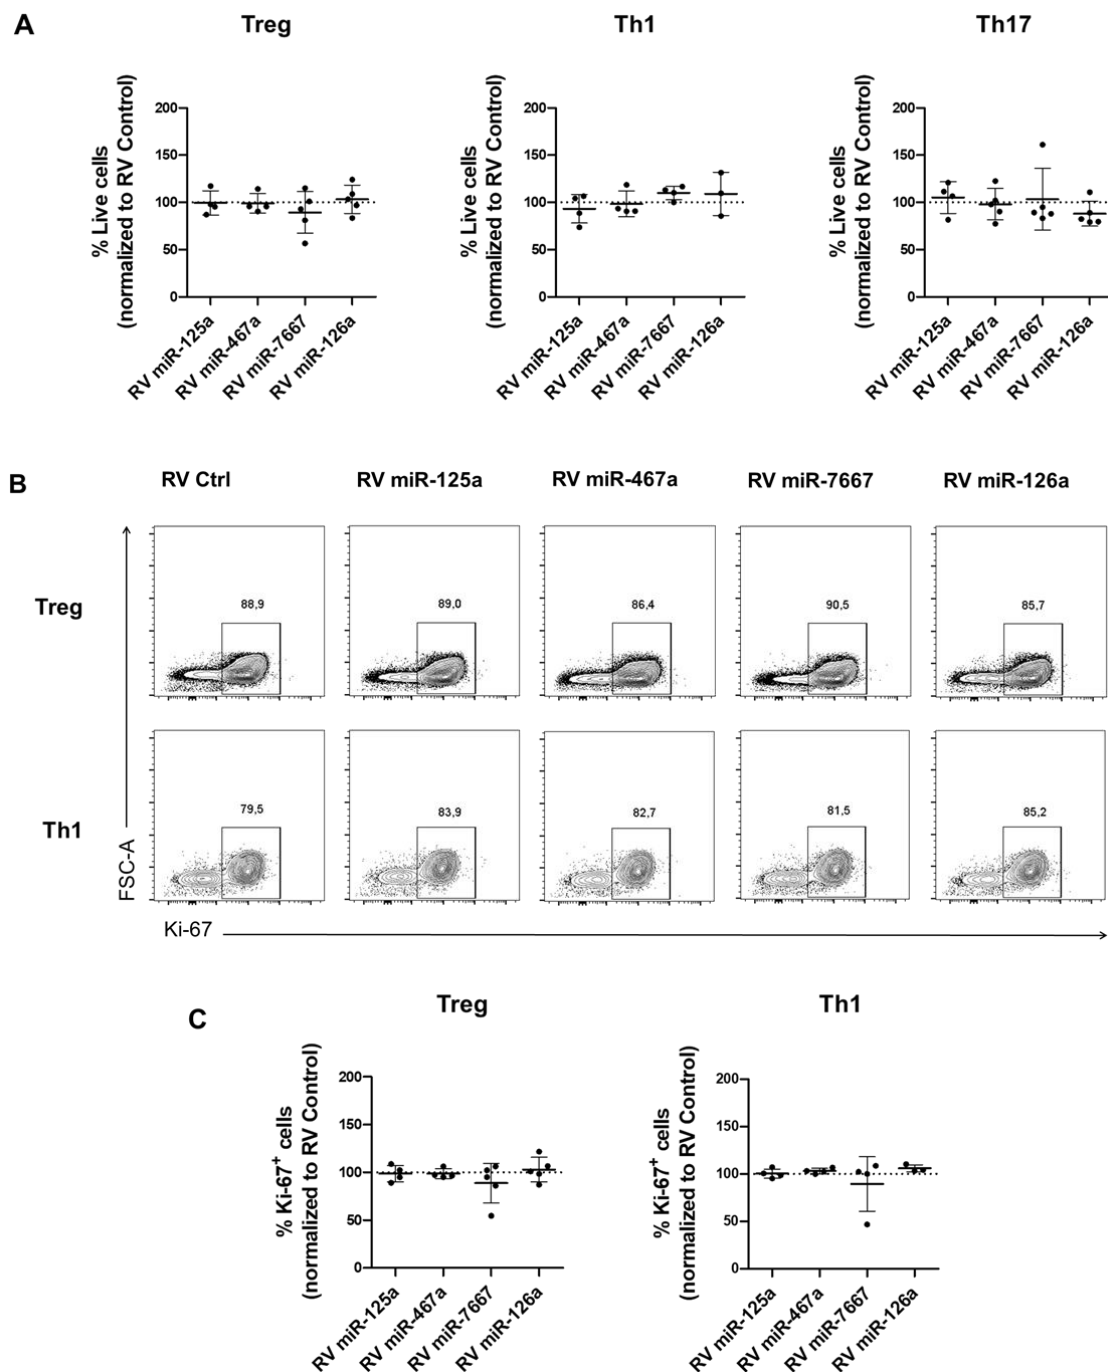 A
Treg
Th1
Th17
% Live cells
(normalized to RV Control)
200
150
100
50
0
RV miR-125a
RV miR-467a
RV miR-7667
RV miR-126a
% Live cells
(normalized to RV Control)
200
150
100
50
0
RV miR-125a
RV miR-467a
RV miR-7667
RV miR-126a
% Live cells
(normalized to RV Control)
200
150
100
50
0
RV miR-125a
RV miR-467a
RV miR-7667
RV miR-126a
B
RV Ctrl
RV miR-125a
RV miR-467a
RV miR-7667
RV miR-126a
Treg
88,9
89,0
86,4
90,5
85,7
Th1
79,5
83,9
82,7
81,5
85,2
FSC-A
Ki-67
C
Treg
Th1
% Ki-67+ cells
(normalized to RV Control)
200
150
100
50
0
RV miR-125a
RV miR-467a
RV miR-7667
RV miR-126a
% Ki-67+ cells
(normalized to RV Control)
200
150
100
50
0
RV miR-125a
RV miR-467a
RV miR-7667
RV miR-126a